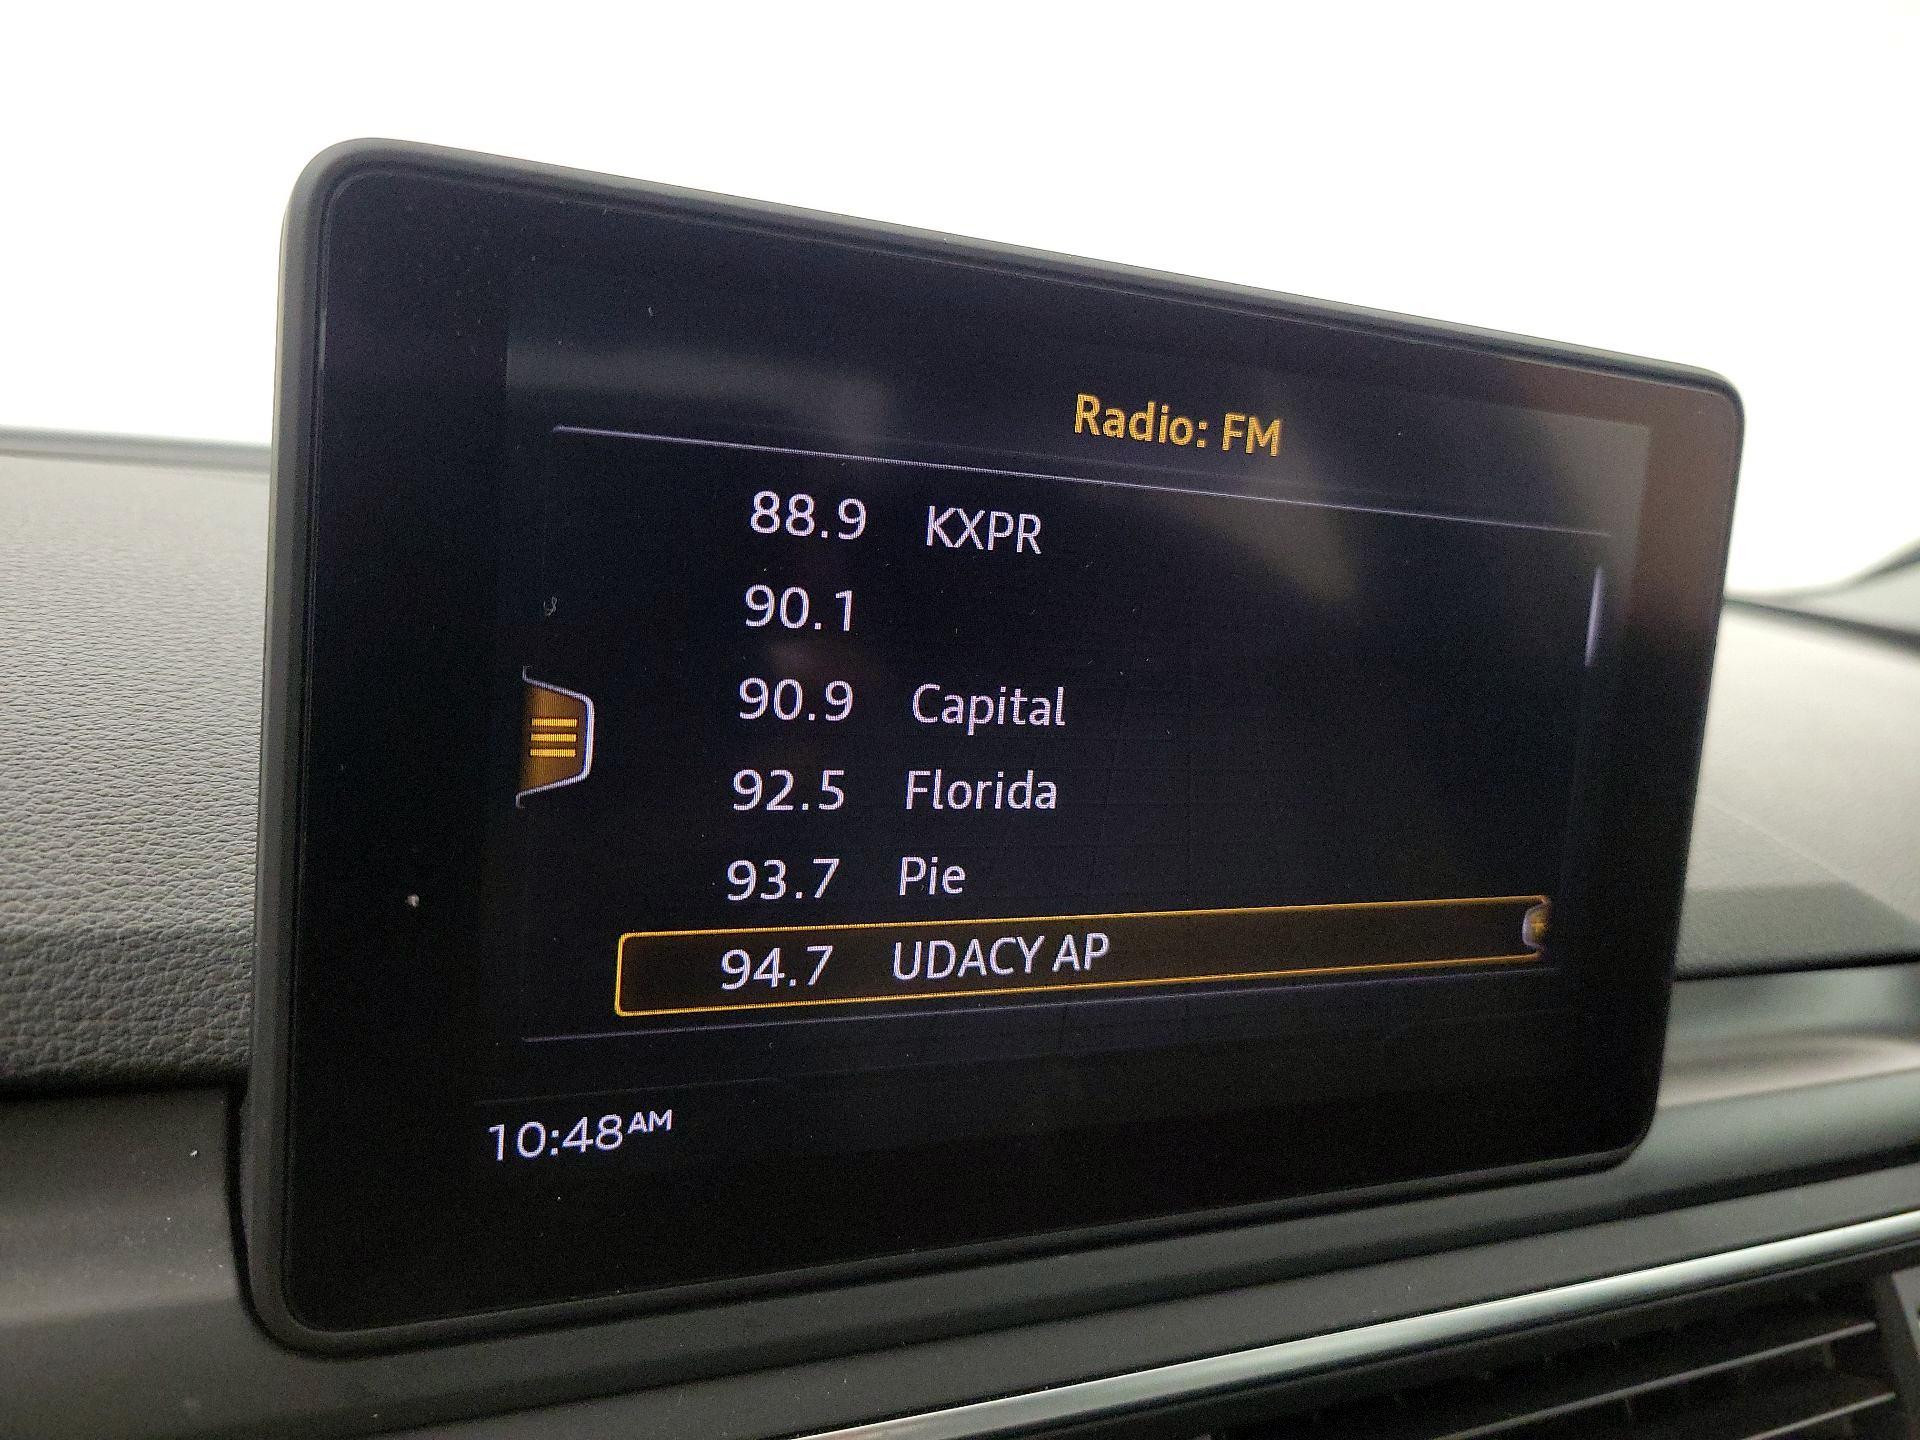 Radio: FM
88.9 KXPR
90.1
90.9 Capital
92.5 Florida
93.7 Pie
94.7 UDACY AP
10:48AM